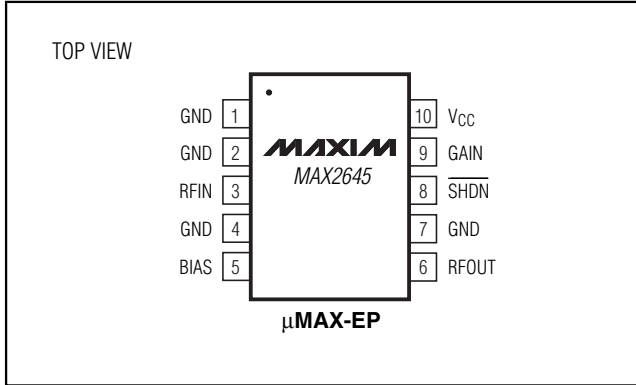 TOP VIEW
GND 1
GND 2
RFIN 3
GND 4
BIAS 5
MAXIM
MAX2645
10 VCC
9 GAIN
8 SHDN
7 GND
6 RFOUT
µMAX-EP